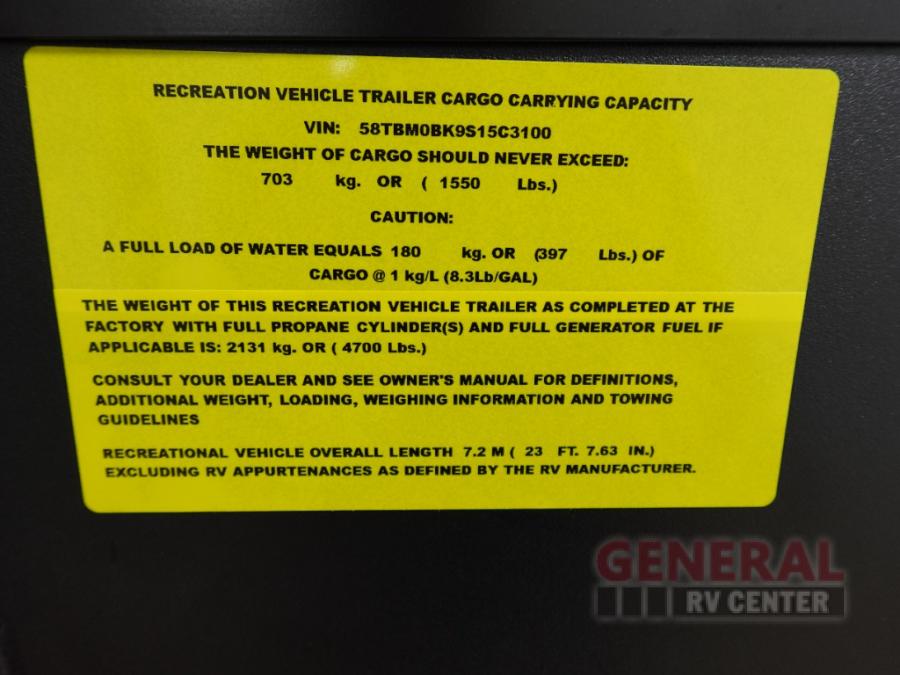 RECREATION VEHICLE TRAILER CARGO CARRYING CAPACITY
VIN: 58TBM0BK9S15C3100
THE WEIGHT OF CARGO SHOULD NEVER EXCEED:
703 kg. OR ( 1550 Lbs.)
CAUTION:
A FULL LOAD OF WATER EQUALS 180 kg. OR (397 Lbs.) OF
CARGO @ 1 kg/L (8.3Lb/GAL)
THE WEIGHT OF THIS RECREATION VEHICLE TRAILER AS COMPLETED AT THE
FACTORY WITH FULL PROPANE CYLINDER(S) AND FULL GENERATOR FUEL IF
APPLICABLE IS: 2131 kg. OR ( 4700 Lbs.)
CONSULT YOUR DEALER AND SEE OWNER'S MANUAL FOR DEFINITIONS,
ADDITIONAL WEIGHT, LOADING, WEIGHING INFORMATION AND TOWING
GUIDELINES
RECREATIONAL VEHICLE OVERALL LENGTH 7.2 M ( 23 FT. 7.63 IN.)
EXCLUDING RV APPURTENANCES AS DEFINED BY THE RV MANUFACTURER.
GENERAL
RV CENTER